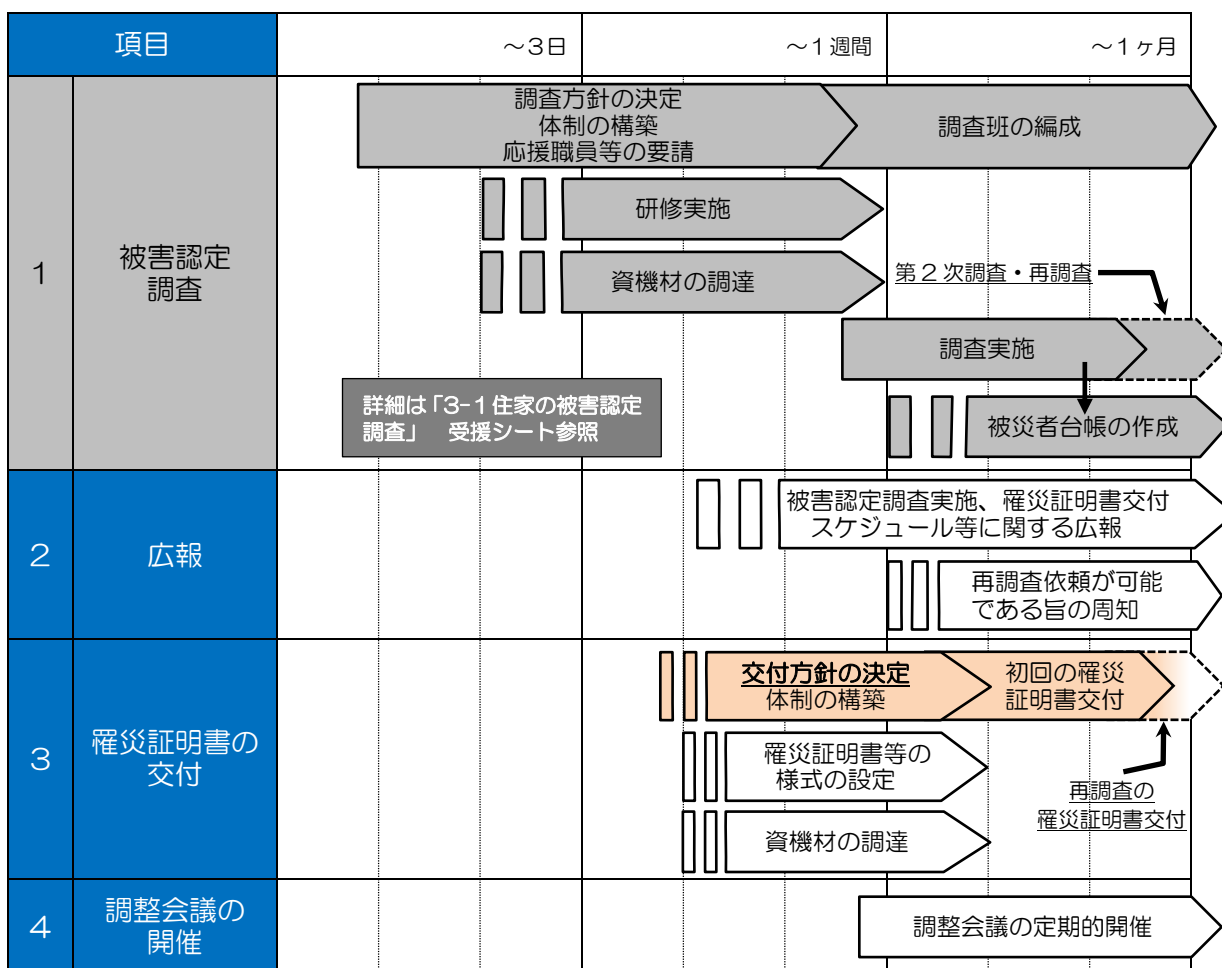 項目
～3日
～1週間
～1ヶ月
1
被害認定
調査
調査方針の決定
体制の構築
応援職員等の要請
調査班の編成
研修実施
資機材の調達
第2次調査・再調査
調査実施
詳細は「3-1住家の被害認定
調査」　受援シート参照
被災者台帳の作成
2
広報
被害認定調査実施、罹災証明書交付
スケジュール等に関する広報
再調査依頼が可能
である旨の周知
3
罹災証明書の
交付
交付方針の決定
体制の構築
初回の罹災
証明書交付
罹災証明書等の
様式の設定
再調査の
罹災証明書交付
資機材の調達
4
調整会議の
開催
調整会議の定期的開催